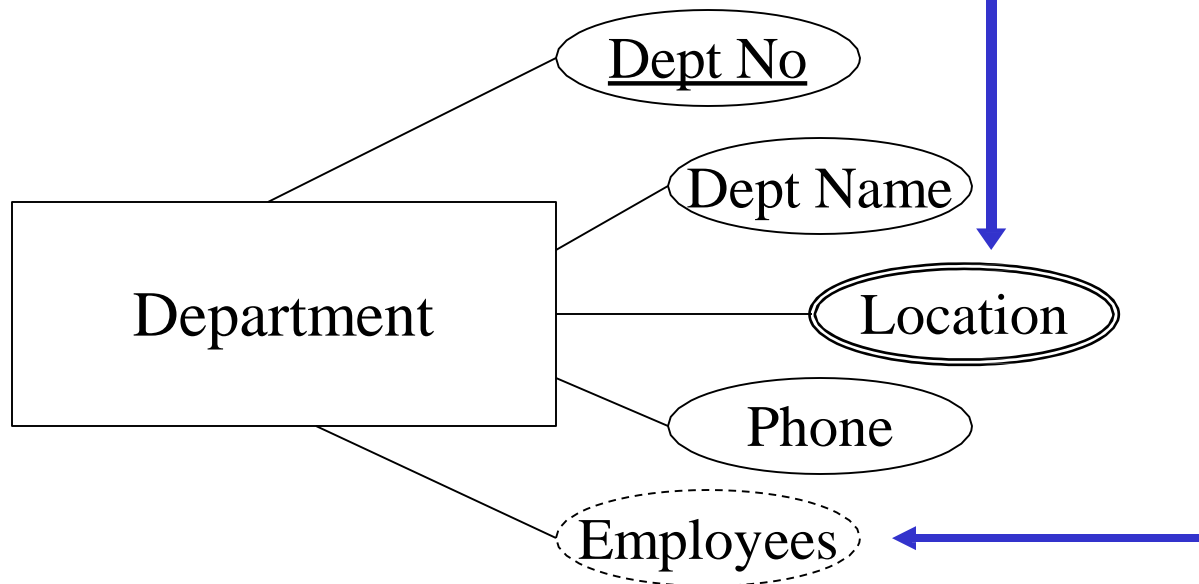 Dept No
Dept Name
Department
Location
Phone
Employees